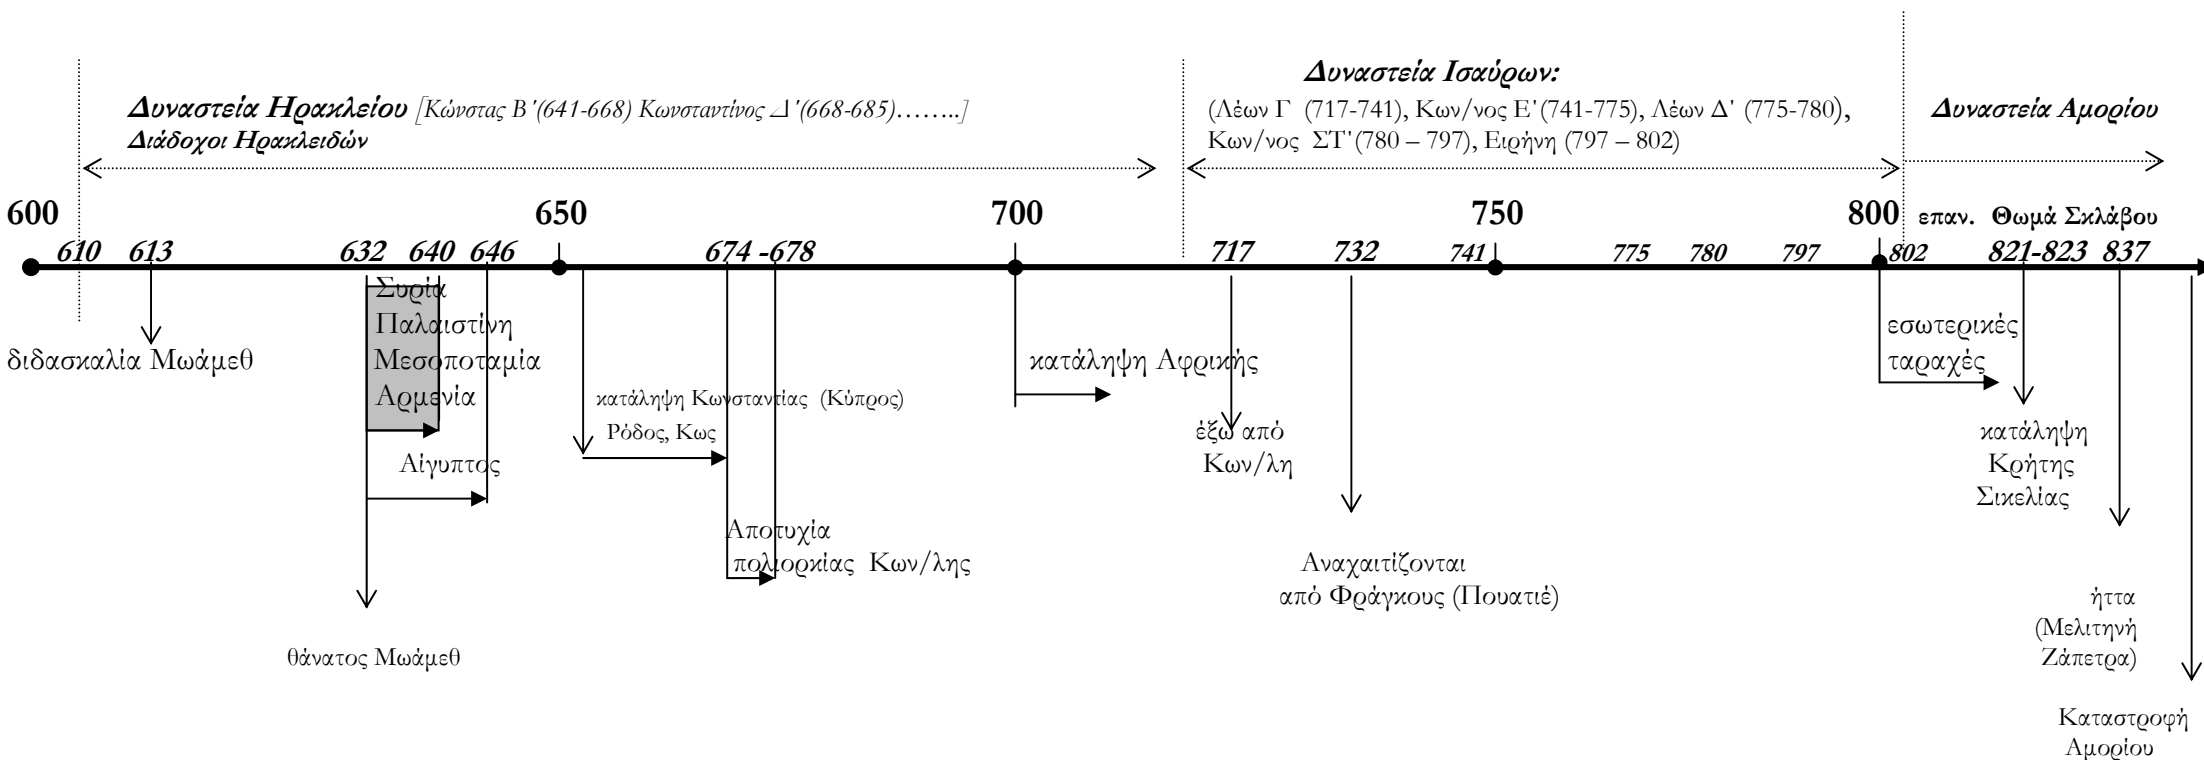 Δυναστεία Ηρακλείου [Κώνστας Β΄(641-668) Κωνσταντίνος Δ΄(668-685)……..]
Διάδοχοι Ηρακλειδών
Δυναστεία Ισαύρων:
(Λέων Γ (717-741), Κων/νος Ε΄(741-775), Λέων Δ΄ (775-780),
Κων/νος ΣΤ΄(780 – 797), Ειρήνη (797 – 802)
Δυναστεία Αμορίου
600 650 700 750 800 επαν. Θωμά Σκλάβου
610 613 632 640 646 674 -678 717 732 741 775 780 797 802 821-823 837
διδασκαλία Μωάμεθ
Συρία
Παλαιστίνη
Μεσοποταμία
Αρμενία
Αίγυπτος
θάνατος Μωάμεθ
κατάληψη Κωνσταντίας (Κύπρος)
Ρόδος, Κως
Αποτυχία
πολιορκίας Κων/λης
κατάληψη Αφρικής
έξω από
Κων/λη
Αναχαιτίζονται
από Φράγκους (Πουατιέ)
εσωτερικές
ταραχές
κατάληψη
Κρήτης
Σικελίας
ήττα
(Μελιτηνή
Ζάπετρα)
Καταστροφή
Αμορίου